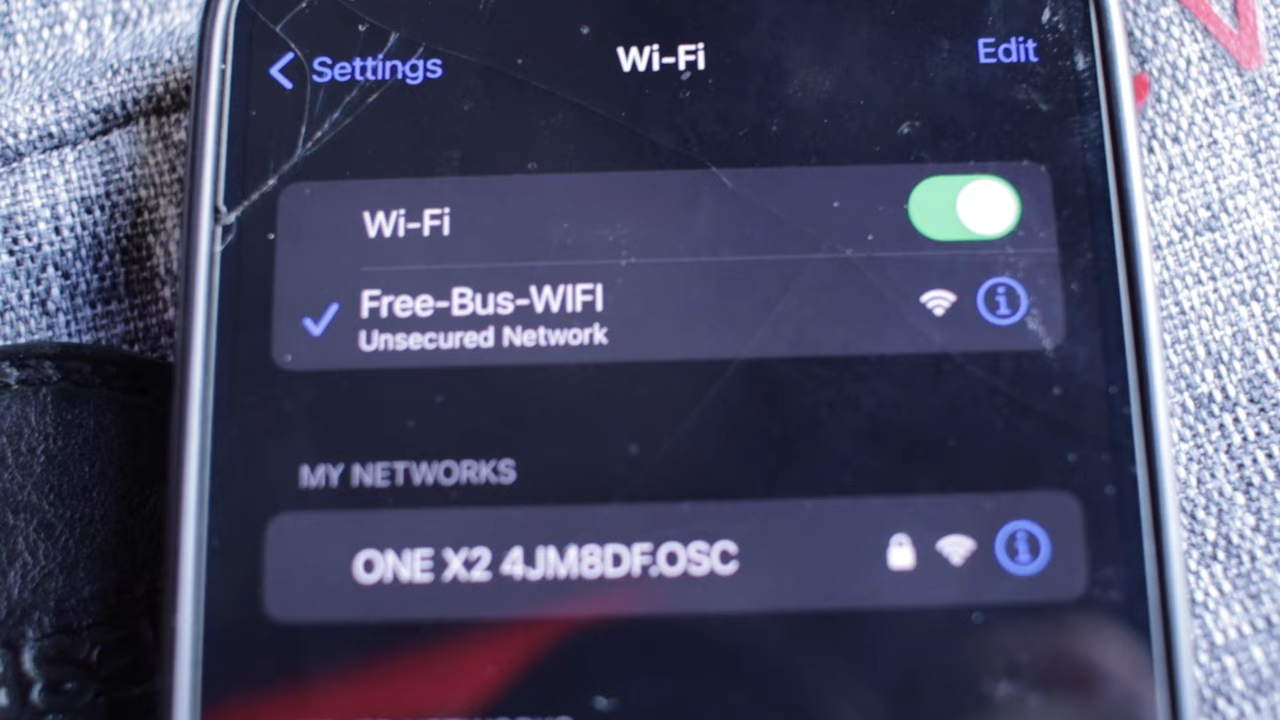 Settings
Wi-Fi
Edit
Wi-Fi
Free-Bus-WIFI
Unsecured Network
MY NETWORKS
ONE X2 4JM8DF.OSC